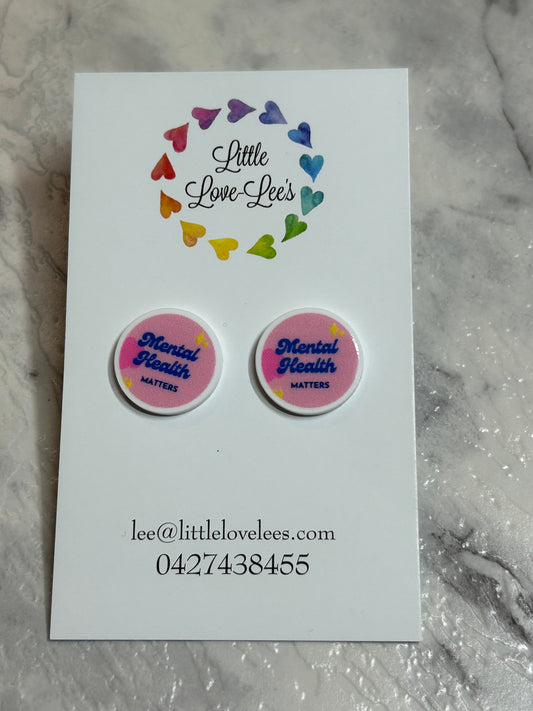 Little
Love-Lee's
Mental
Health
MATTERS
Mental
Health
MATTERS
lee@littlelovelees.com
0427438455